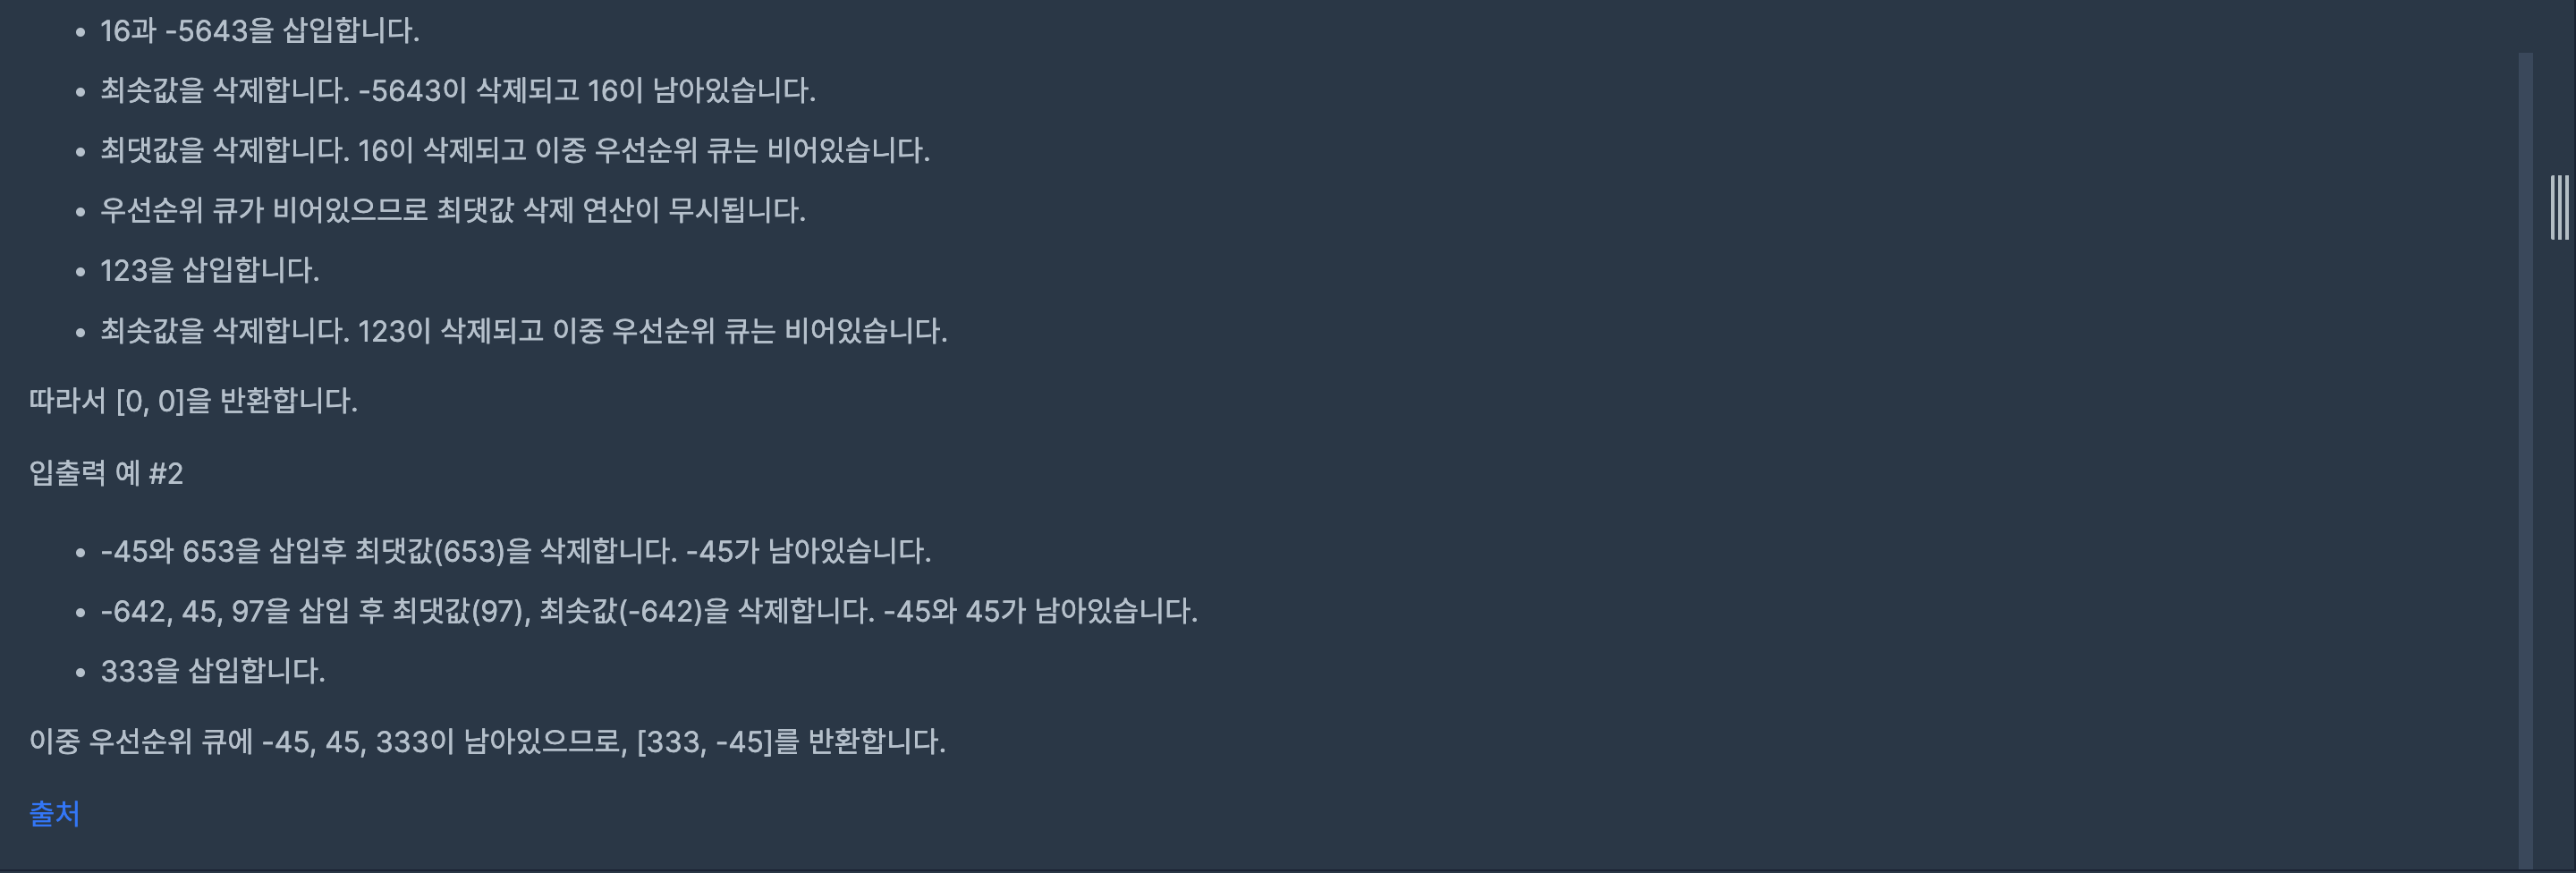 • 16과 -5643을 삽입합니다.
• 최솟값을 삭제합니다. -5643이 삭제되고 16이 남아있습니다.
• 최댓값을 삭제합니다. 16이 삭제되고 이중 우선순위 큐는 비어있습니다.
• 우선순위 큐가 비어있으므로 최댓값 삭제 연산이 무시됩니다.
• 123을 삽입합니다.
• 최솟값을 삭제합니다. 123이 삭제되고 이중 우선순위 큐는 비어있습니다.
따라서 [0, 0]을 반환합니다.
입출력 예 #2
• -45와 653을 삽입후 최댓값(653)을 삭제합니다. -45가 남아있습니다.
• -642, 45, 97을 삽입 후 최댓값(97), 최솟값(-642)을 삭제합니다. -45와 45가 남아있습니다.
• 333을 삽입합니다.
이중 우선순위 큐에 -45, 45, 333이 남아있으므로, [333, -45]를 반환합니다.
출처